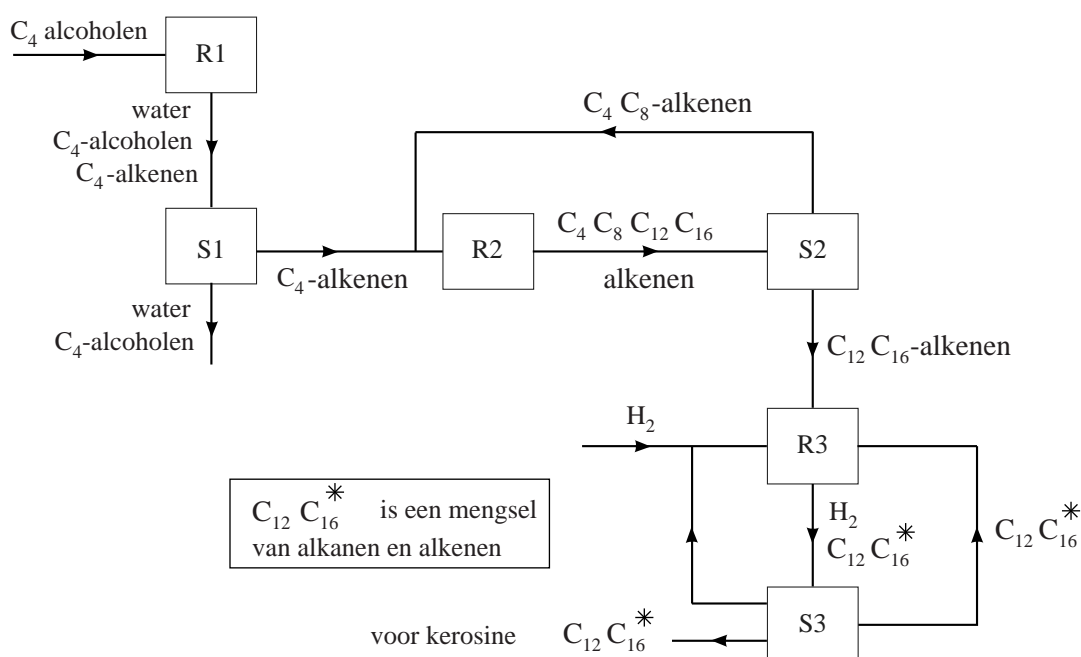 C₄ alcoholen
R1
water
C₄-alcoholen
C₄-alkenen
C₄ C₈-alkenen
S1
R2
C₄ C₈ C₁₂ C₁₆
alkenen
S2
C₄-alkenen
water
C₄-alcoholen
C₁₂ C₁₆-alkenen
H₂
R3
C₁₂ C₁₆* is een mengsel
van alkanen en alkenen
H₂
C₁₂ C₁₆*
C₁₂ C₁₆*
S3
voor kerosine C₁₂ C₁₆*